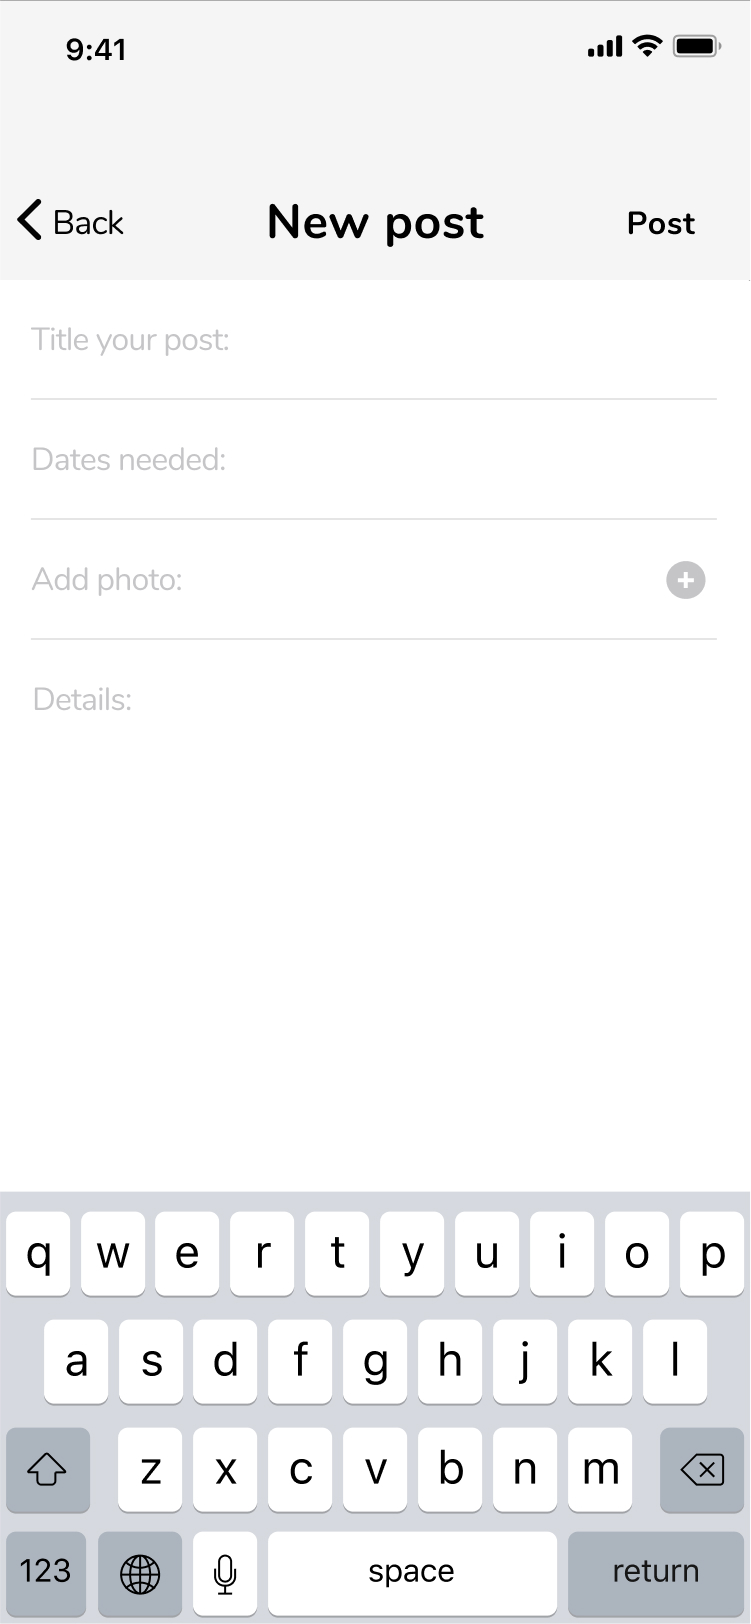 9:41
Back New post Post
Title your post:
Dates needed:
Add photo:
Details:
q w e r t y u i o p
a s d f g h j k l
z x c v b n m
123 space return